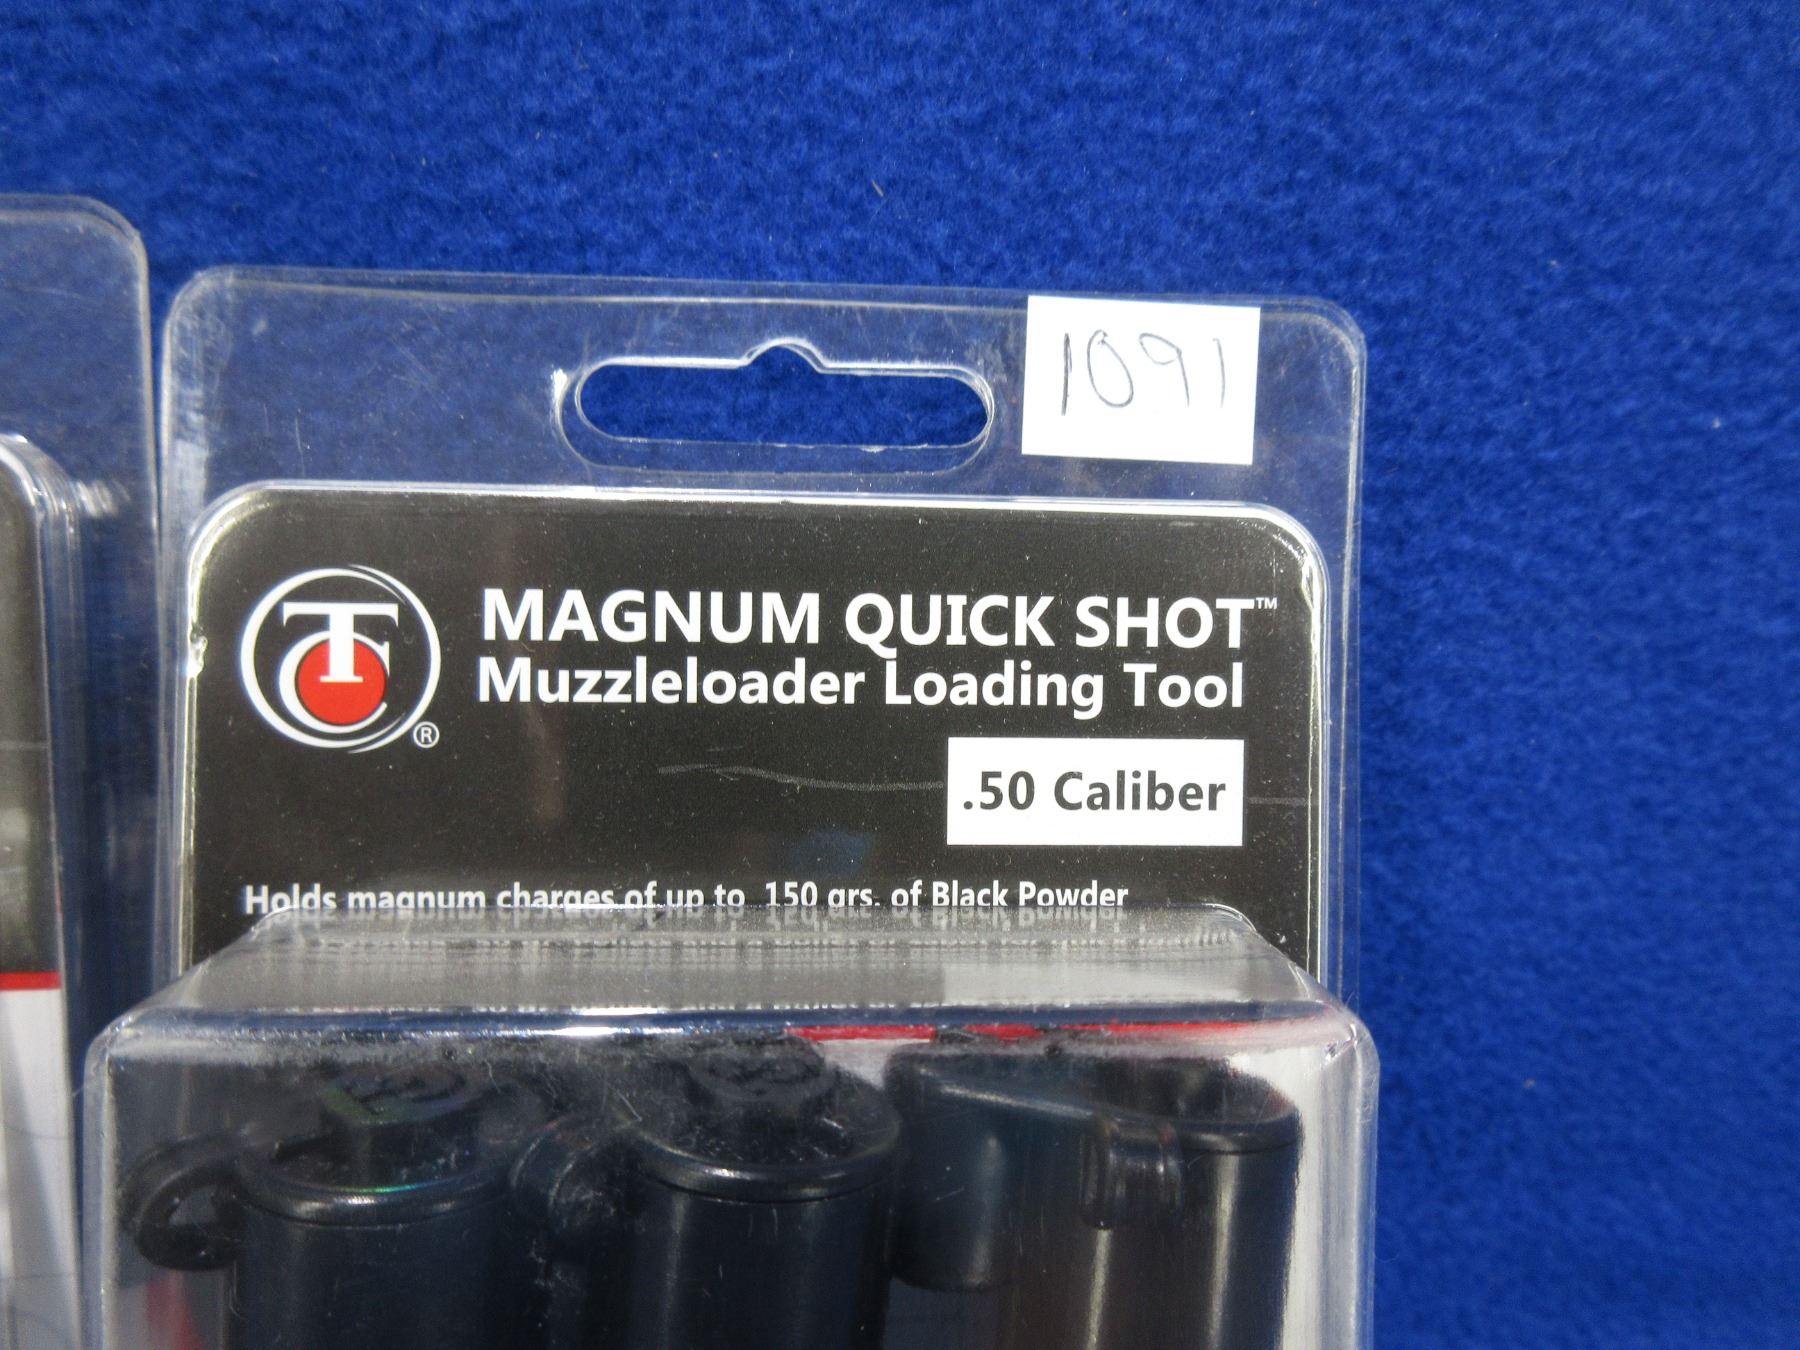 1091
TC
®
MAGNUM QUICK SHOT™
Muzzleloader Loading Tool
.50 Caliber
Holds magnum charges of up to 150 grs. of Black Powder